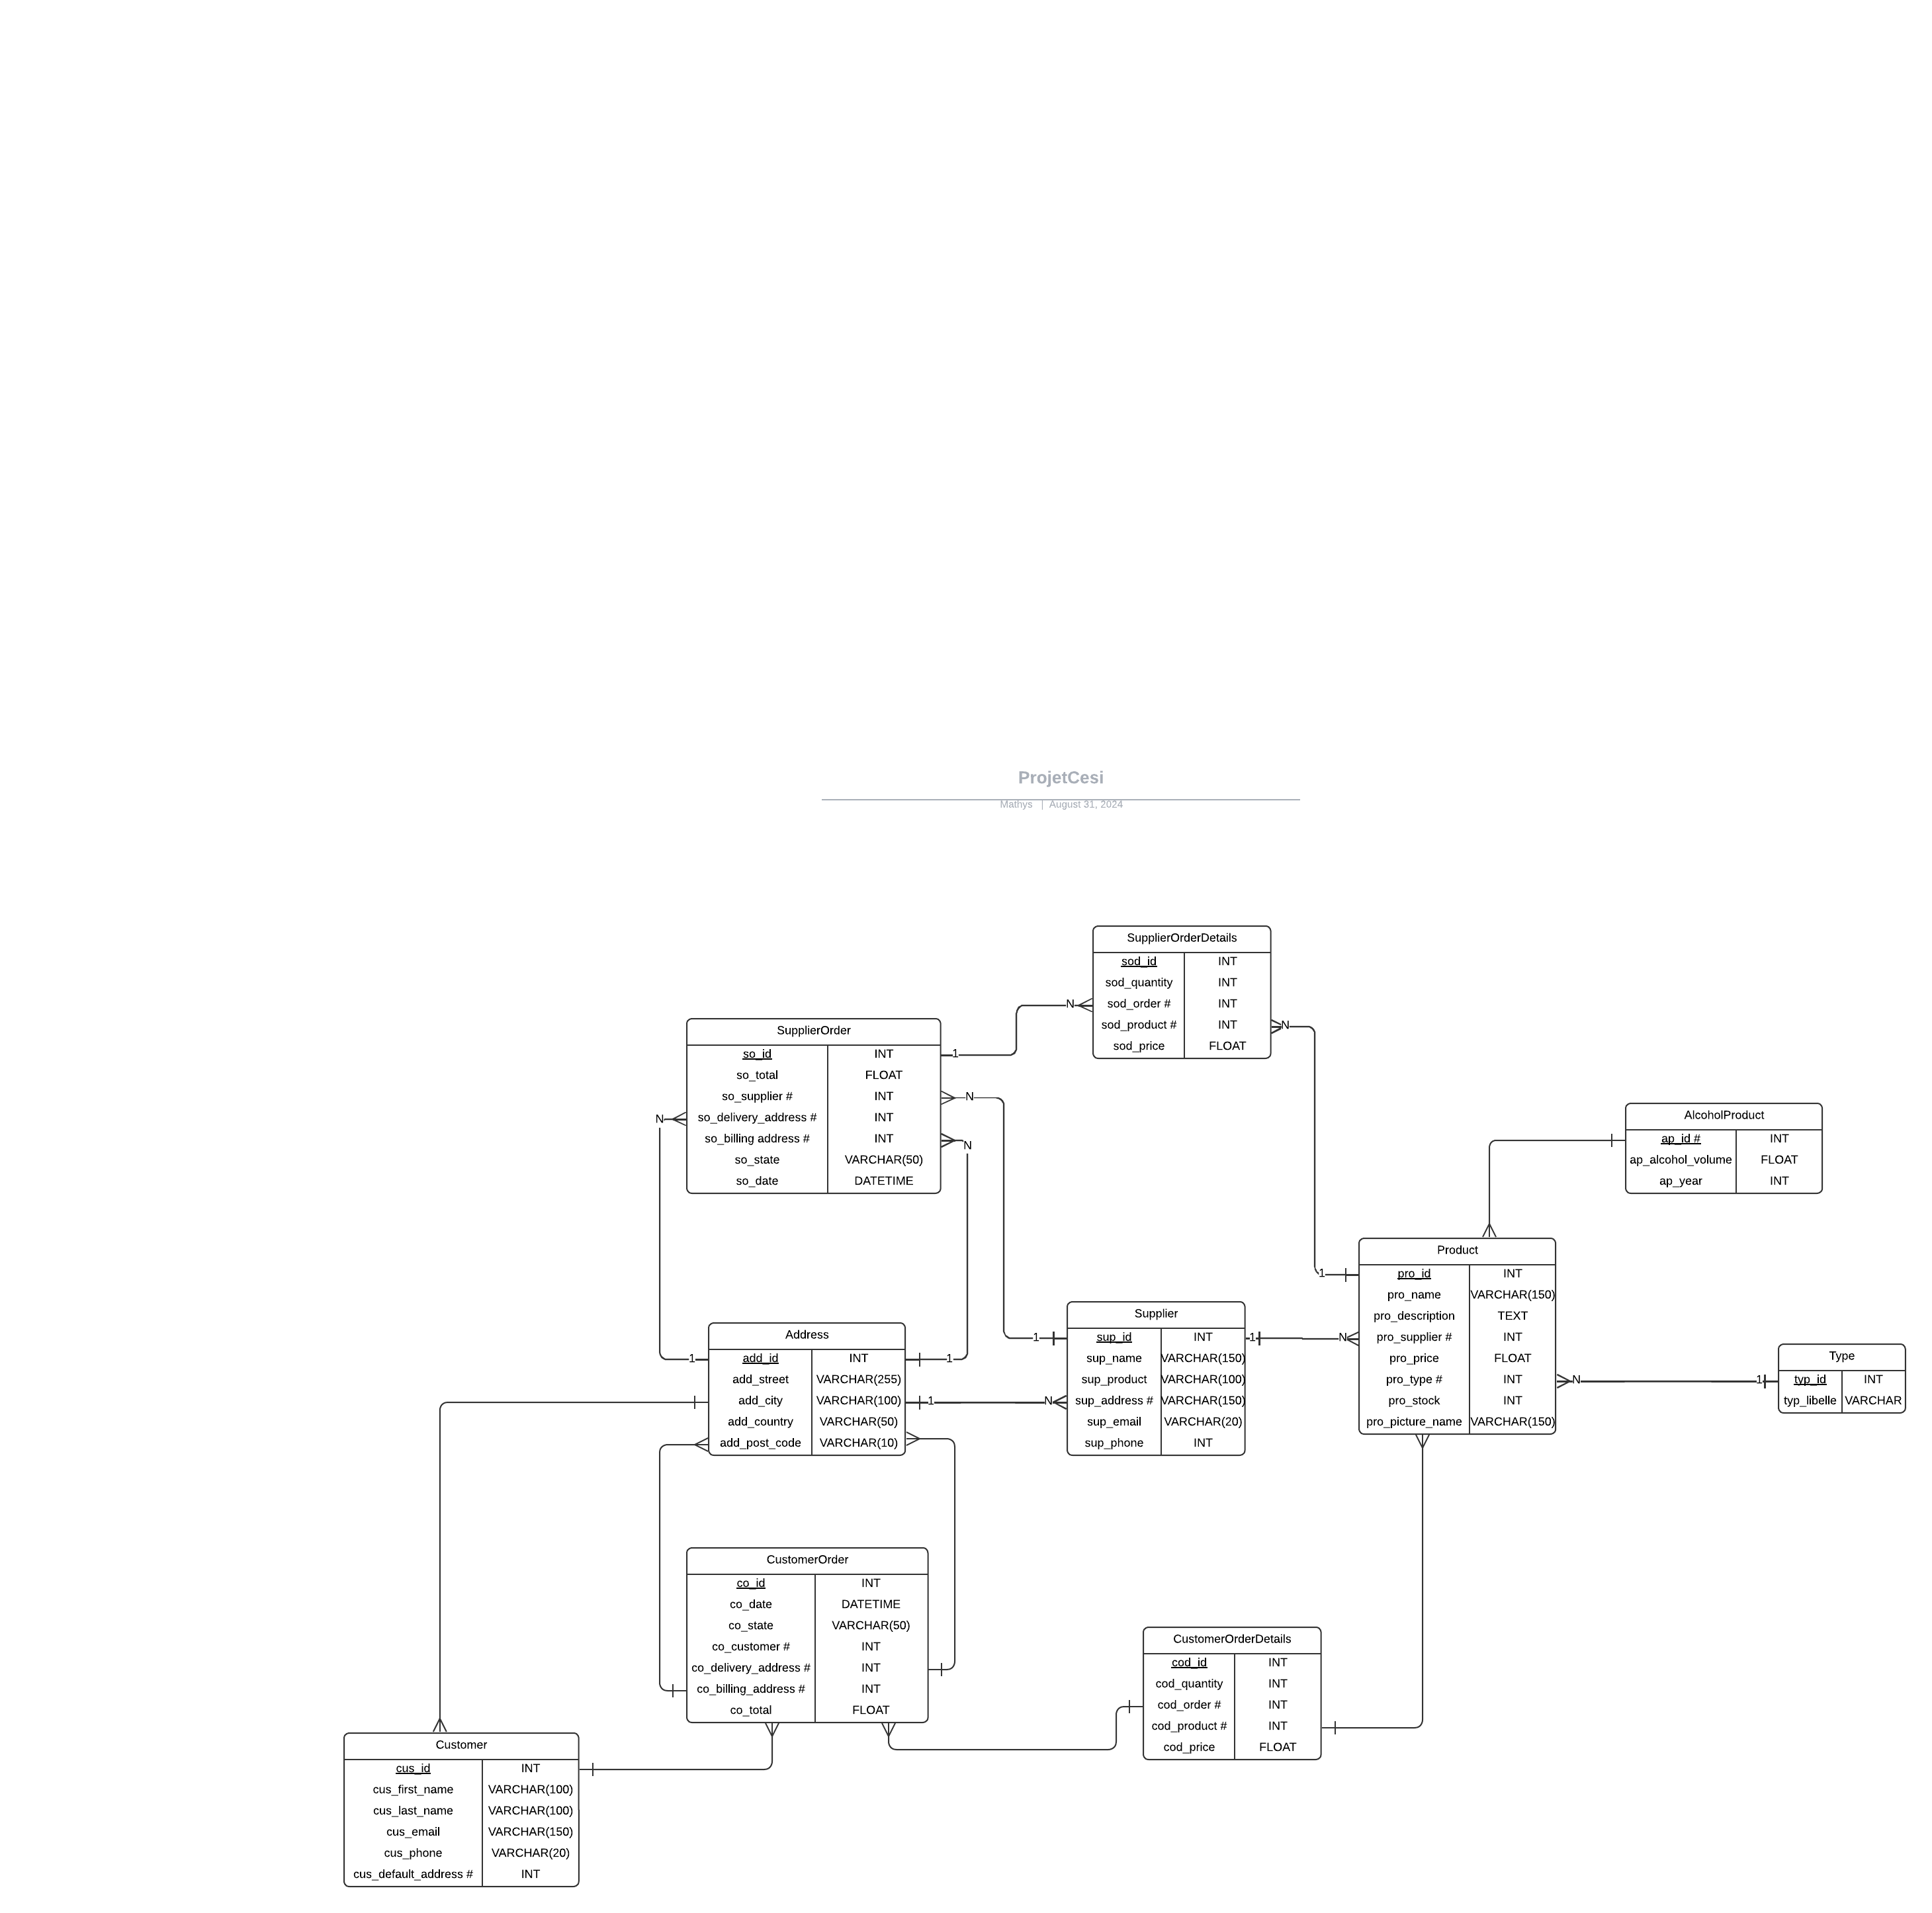 ProjetCesi
Mathys | August 31, 2024
SupplierOrderDetails
sod_id INT
sod_quantity INT
sod_order # INT
sod_product # INT
sod_price FLOAT
N
N
SupplierOrder
so_id INT
so_total FLOAT
so_supplier # INT
so_delivery_address # INT
so_billing address # INT
so_state VARCHAR(50)
so_date DATETIME
1
N
N
N
AlcoholProduct
ap_id # INT
ap_alcohol_volume FLOAT
ap_year INT
Product
pro_id INT
pro_name VARCHAR(150)
pro_description TEXT
pro_supplier # INT
pro_price FLOAT
pro_type # INT
pro_stock INT
pro_picture_name VARCHAR(150)
1
N
N
Supplier
sup_id INT
sup_name VARCHAR(150)
sup_product VARCHAR(100)
sup_address # VARCHAR(150)
sup_email VARCHAR(20)
sup_phone INT
1
1
N
Type
typ_id INT
typ_libelle VARCHAR
1
Address
add_id INT
add_street VARCHAR(255)
add_city VARCHAR(100)
add_country VARCHAR(50)
add_post_code VARCHAR(10)
1
1
1
CustomerOrder
co_id INT
co_date DATETIME
co_state VARCHAR(50)
co_customer # INT
co_delivery_address # INT
co_billing_address # INT
co_total FLOAT
CustomerOrderDetails
cod_id INT
cod_quantity INT
cod_order # INT
cod_product # INT
cod_price FLOAT
Customer
cus_id INT
cus_first_name VARCHAR(100)
cus_last_name VARCHAR(100)
cus_email VARCHAR(150)
cus_phone VARCHAR(20)
cus_default_address # INT